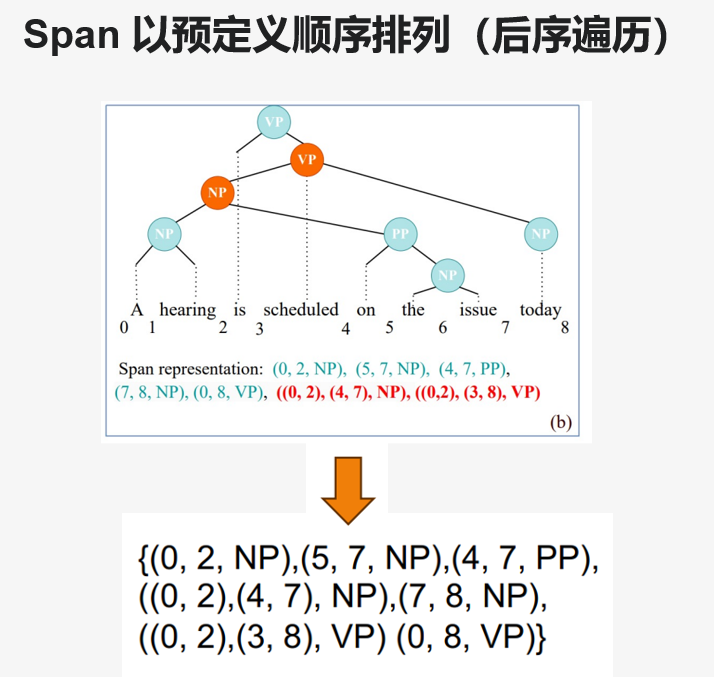 Span 以预定义顺序排列（后序遍历）
VP
VP
NP
NP
PP
NP
NP
A hearing is scheduled on the issue today
0 1 2 3 4 5 6 7 8
Span representation: (0, 2, NP), (5, 7, NP), (4, 7, PP),
(7, 8, NP), (0, 8, VP), ((0, 2), (4, 7), NP), ((0,2), (3, 8), VP)
(b)
{(0, 2, NP),(5, 7, NP),(4, 7, PP),
((0, 2),(4, 7), NP),(7, 8, NP),
((0, 2),(3, 8), VP) (0, 8, VP)}